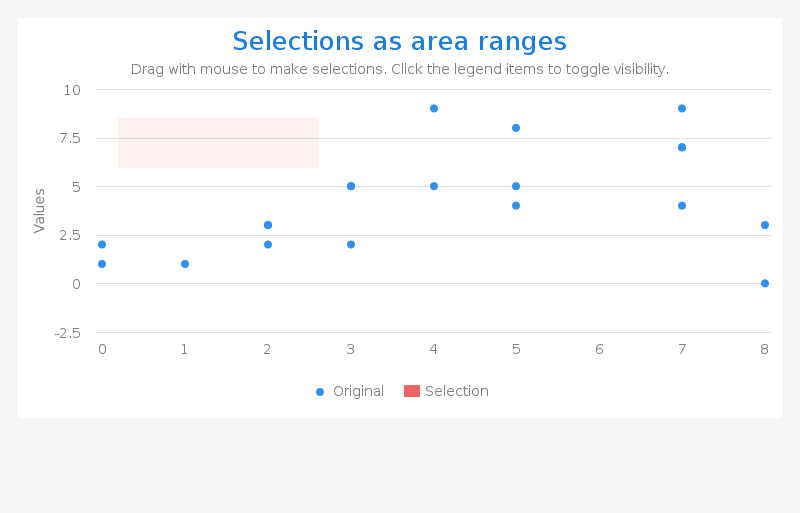 Selections as area ranges
Drag with mouse to make selections. Click the legend items to toggle visibility.
10
7.5
5
2.5
0
-2.5
Values
0 1 2 3 4 5 6 7 8
Original Selection